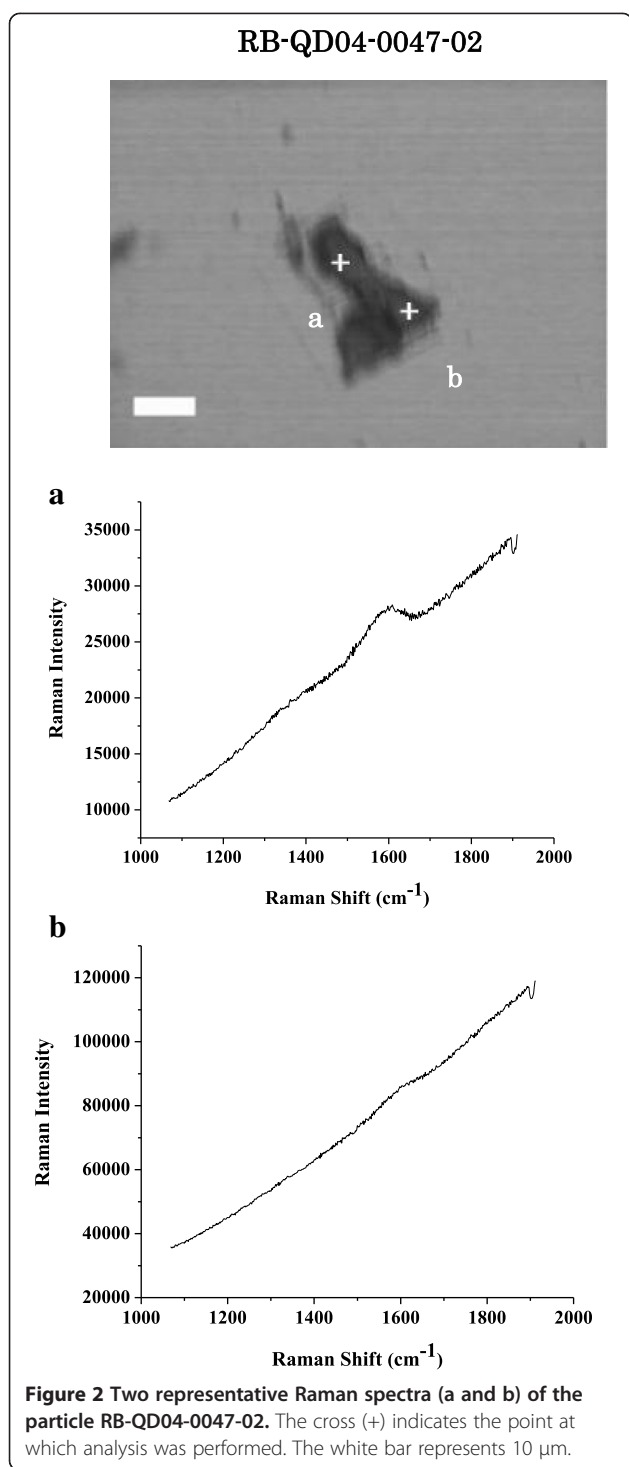 RB-QD04-0047-02
+
+
a
b
a
35000
30000
25000
20000
15000
10000
Raman Intensity
1000 1200 1400 1600 1800 2000
Raman Shift (cm⁻¹)
b
120000
100000
80000
60000
40000
20000
Raman Intensity
1000 1200 1400 1600 1800 2000
Raman Shift (cm⁻¹)
Figure 2 Two representative Raman spectra (a and b) of the
particle RB-QD04-0047-02. The cross (+) indicates the point at
which analysis was performed. The white bar represents 10 μm.